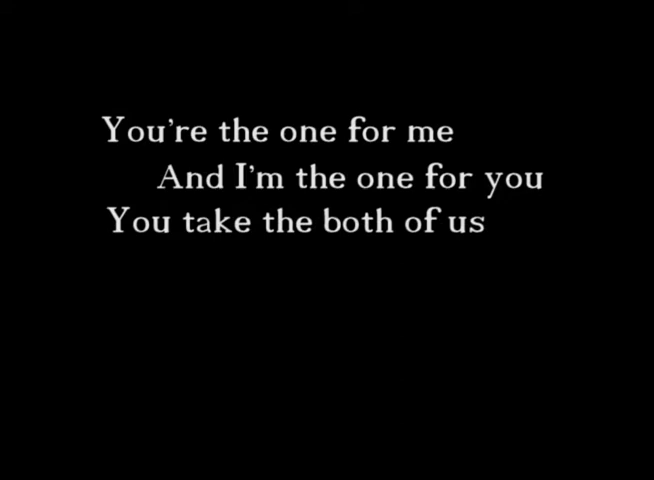 You're the one for me
And I'm the one for you
You take the both of us